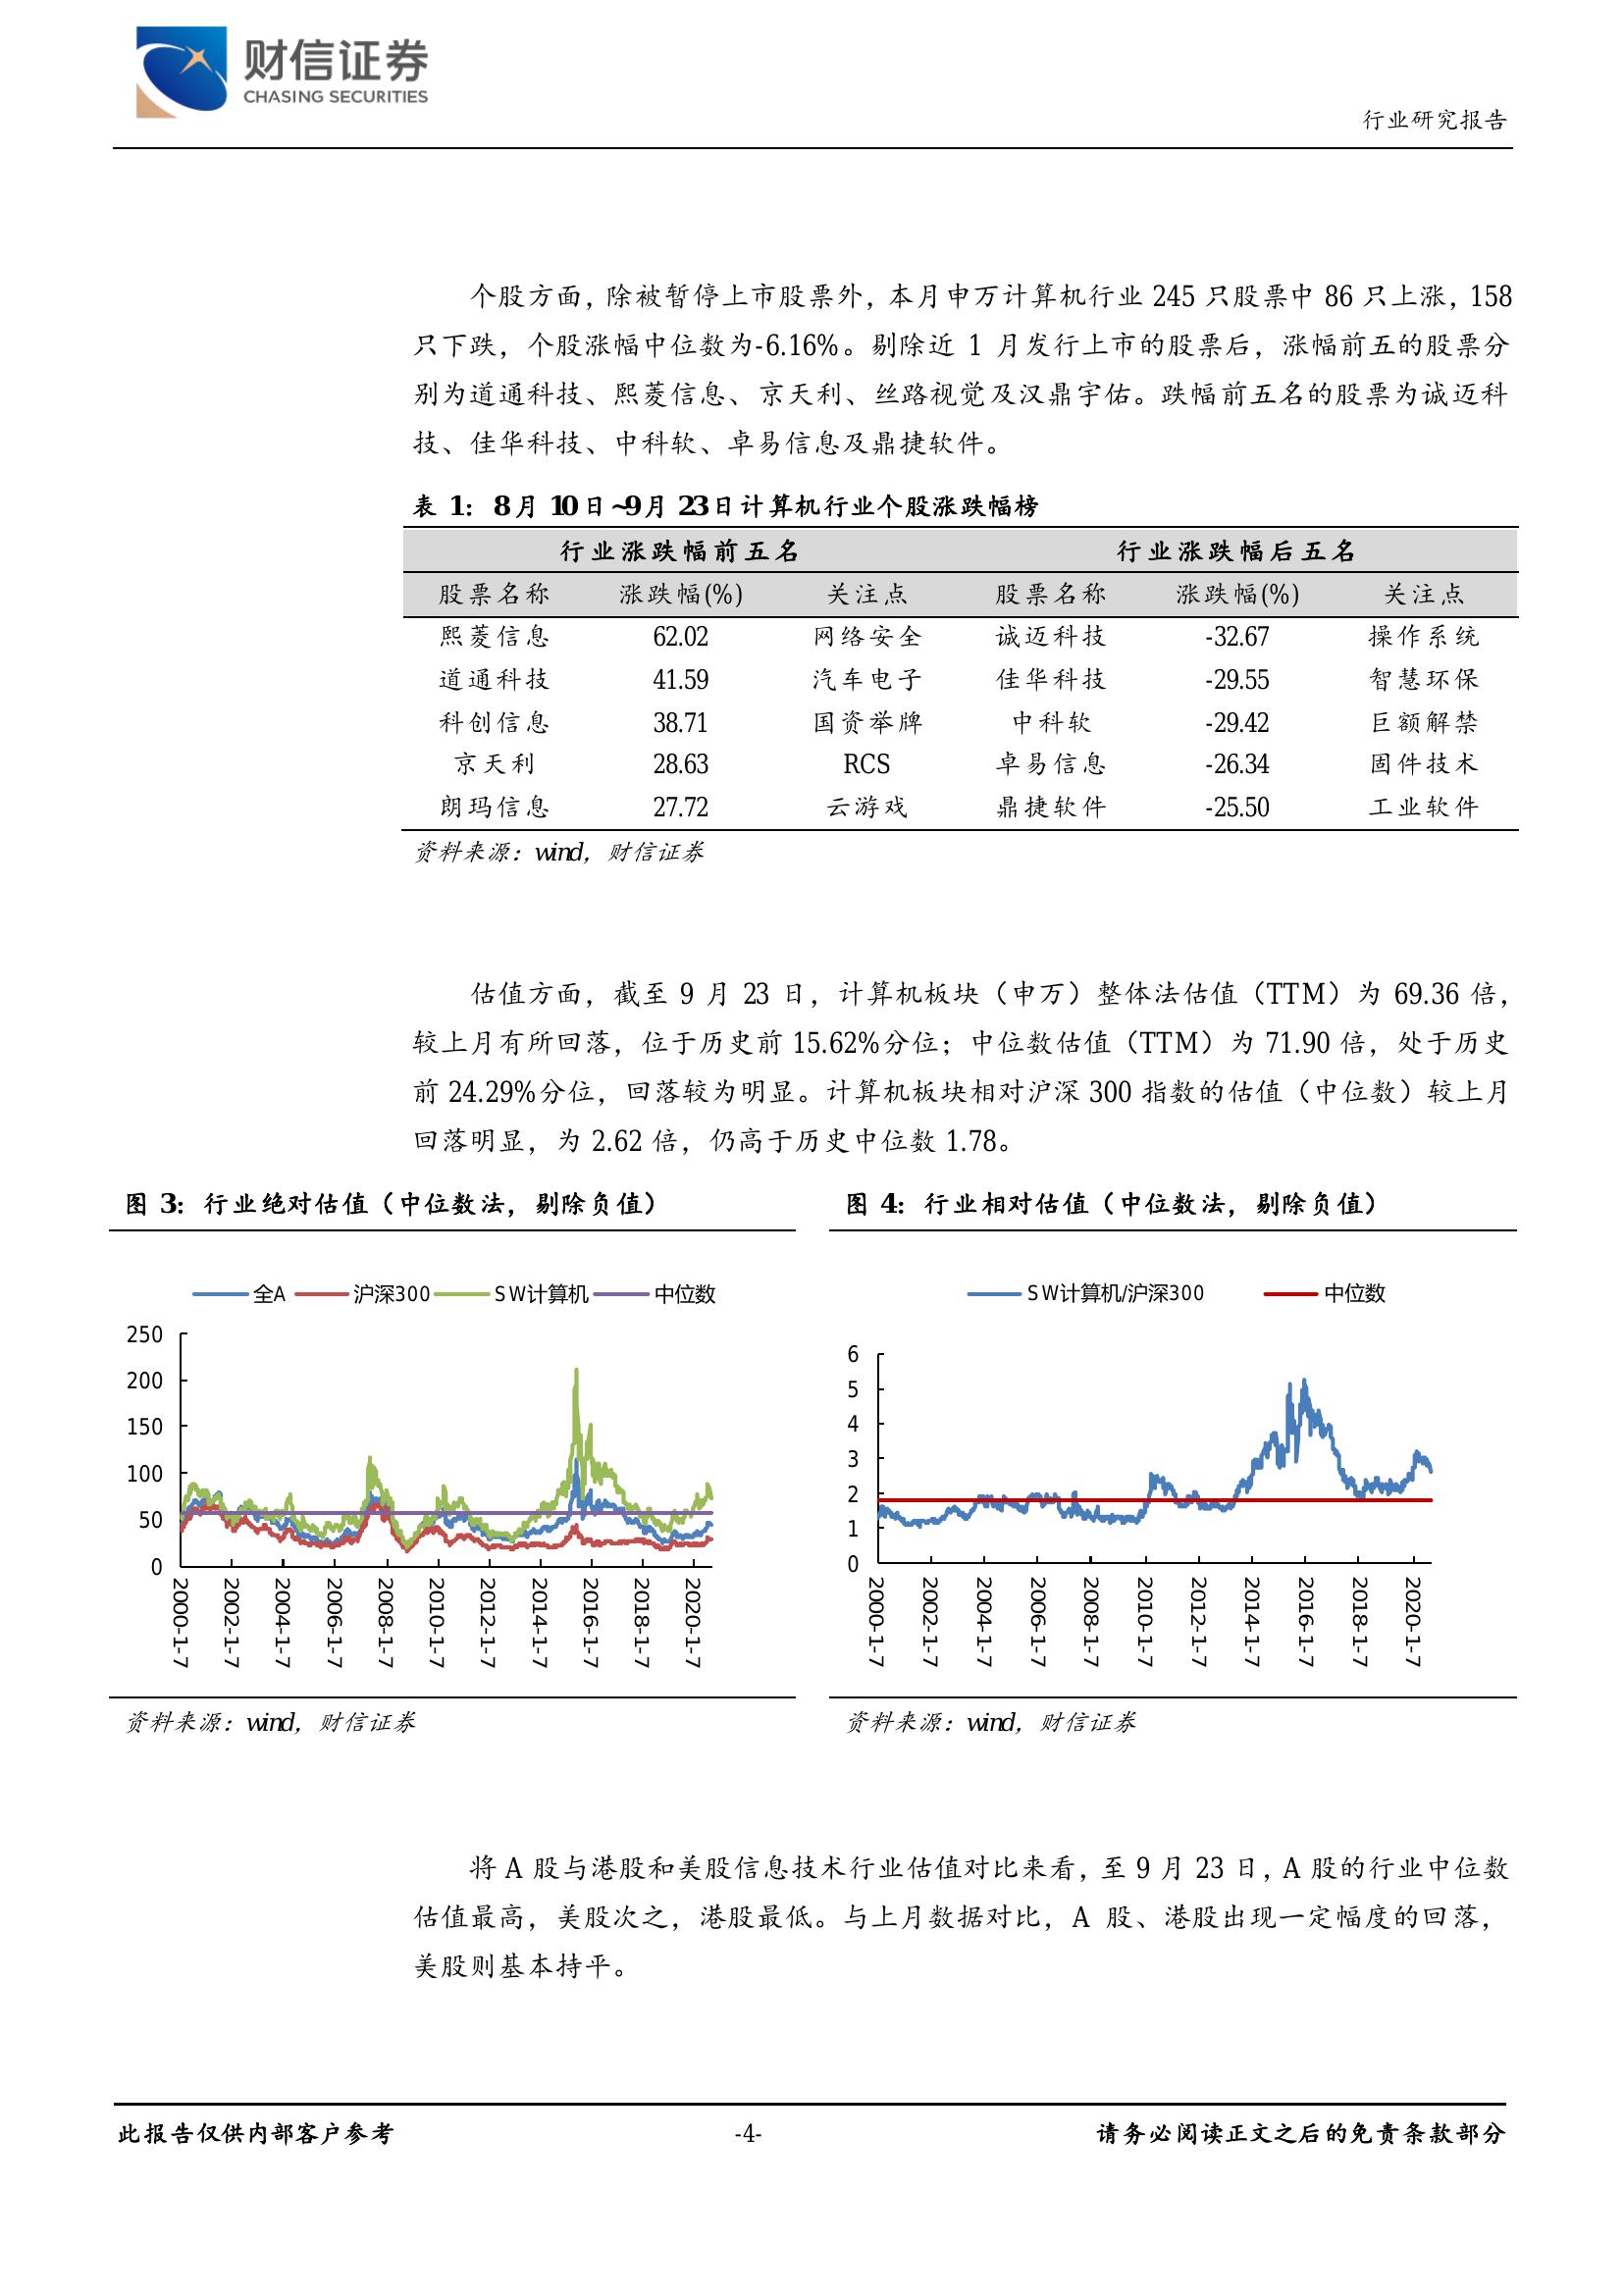 财信证券
CHASING SECURITIES
行业研究报告
个股方面，除被暂停上市股票外，本月申万计算机行业 245 只股票中 86 只上涨，158
只下跌，个股涨幅中位数为-6.16%。剔除近 1 月发行上市的股票后，涨幅前五的股票分
别为道通科技、熙菱信息、京天利、丝路视觉及汉鼎宇佑。跌幅前五名的股票为诚迈科
技、佳华科技、中科软、卓易信息及鼎捷软件。
表 1：8 月 10 日~9 月 23 日计算机行业个股涨跌幅榜
行业涨跌幅前五名 行业涨跌幅后五名
股票名称 涨跌幅(%) 关注点 股票名称 涨跌幅(%) 关注点
熙菱信息 62.02 网络安全 诚迈科技 -32.67 操作系统
道通科技 41.59 汽车电子 佳华科技 -29.55 智慧环保
科创信息 38.71 国资举牌 中科软 -29.42 巨额解禁
京天利 28.63 RCS 卓易信息 -26.34 固件技术
朗玛信息 27.72 云游戏 鼎捷软件 -25.50 工业软件
资料来源：wind，财信证券
估值方面，截至 9 月 23 日，计算机板块（申万）整体法估值（TTM）为 69.36 倍，
较上月有所回落，位于历史前 15.62%分位；中位数估值（TTM）为 71.90 倍，处于历史
前 24.29%分位，回落较为明显。计算机板块相对沪深 300 指数的估值（中位数）较上月
回落明显，为 2.62 倍，仍高于历史中位数 1.78。
图 3：行业绝对估值（中位数法，剔除负值）
全A 沪深300 SW计算机 中位数
250
200
150
100
50
0
2000-1-7 2002-1-7 2004-1-7 2006-1-7 2008-1-7 2010-1-7 2012-1-7 2014-1-7 2016-1-7 2018-1-7 2020-1-7
资料来源：wind，财信证券
图 4：行业相对估值（中位数法，剔除负值）
SW计算机/沪深300 中位数
6
5
4
3
2
1
0
2000-1-7 2002-1-7 2004-1-7 2006-1-7 2008-1-7 2010-1-7 2012-1-7 2014-1-7 2016-1-7 2018-1-7 2020-1-7
资料来源：wind，财信证券
将 A 股与港股和美股信息技术行业估值对比来看，至 9 月 23 日，A 股的行业中位数
估值最高，美股次之，港股最低。与上月数据对比，A 股、港股出现一定幅度的回落，
美股则基本持平。
此报告仅供内部客户参考 -4- 请务必阅读正文之后的免责条款部分